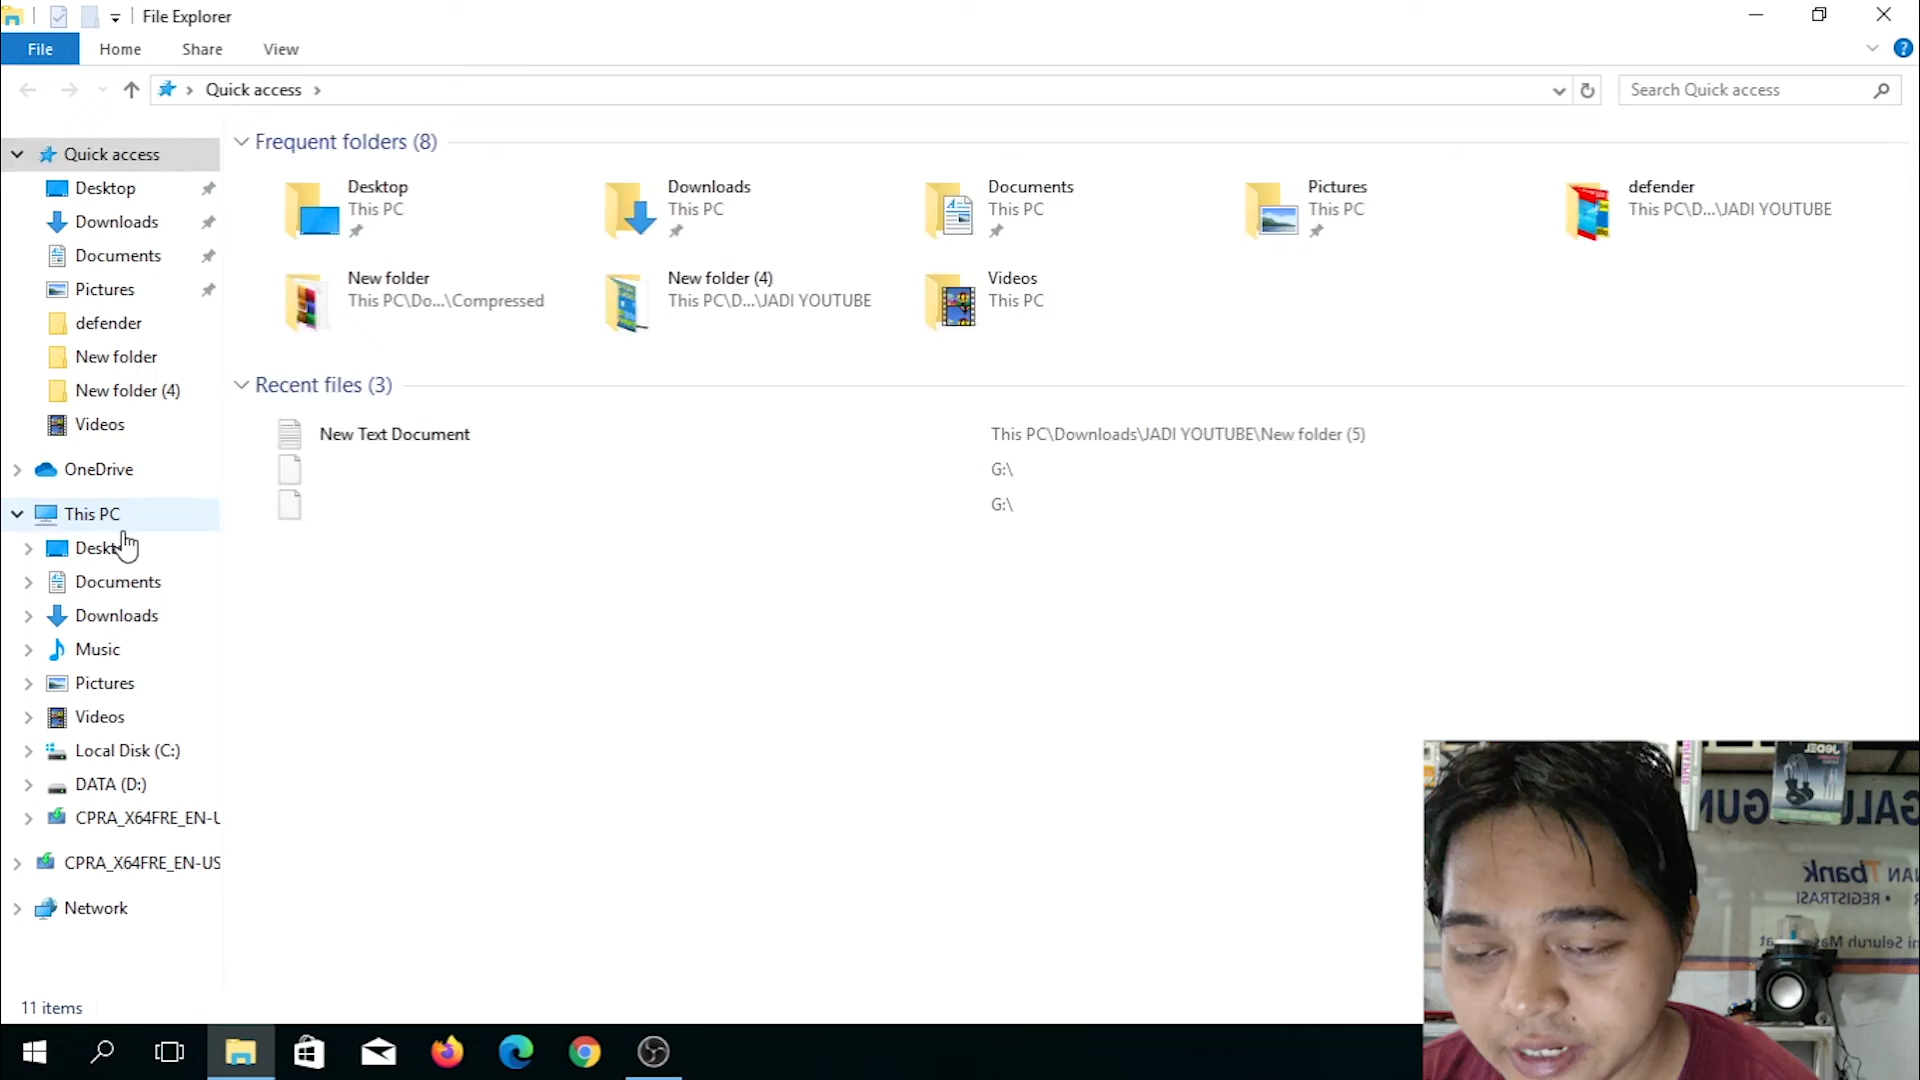 File Explorer
File Home Share View
Quick access
Search Quick access
Quick access
Desktop
Downloads
Documents
Pictures
defender
New folder
New folder (4)
Videos
OneDrive
This PC
Desk
Documents
Downloads
Music
Pictures
Videos
Local Disk (C:)
DATA (D:)
CPRA_X64FRE_EN-U
CPRA_X64FRE_EN-US
Network
Frequent folders (8)
Desktop
This PC
Downloads
This PC
Documents
This PC
Pictures
This PC
defender
This PC\D...\JADI YOUTUBE
New folder
This PC\Do...\Compressed
New folder (4)
This PC\D...\JADI YOUTUBE
Videos
This PC
Recent files (3)
New Text Document This PC\Downloads\JADI YOUTUBE\New folder (5)
G:\
G:\
11 items
JEDEL
Tbank
REGISTRASI •